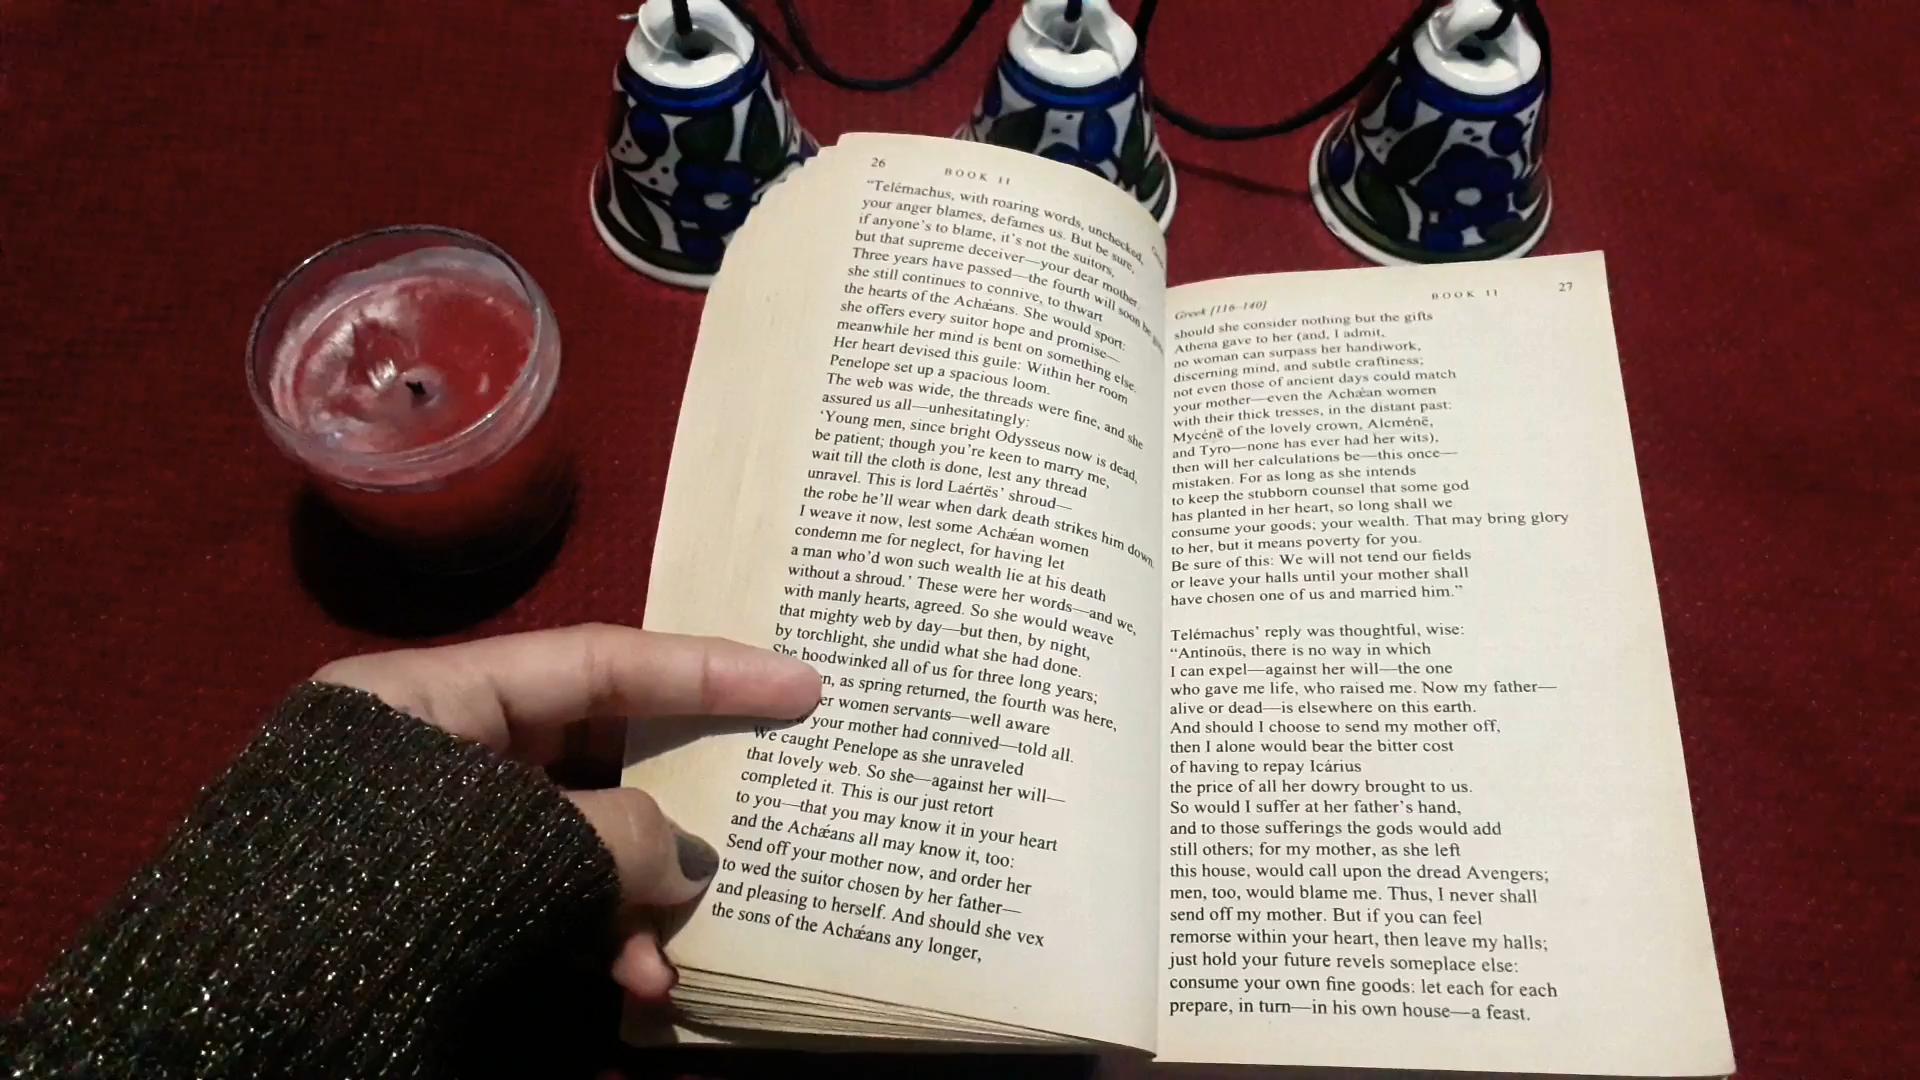 26
BOOK II
“Telémachus, with roaring words, unchecked,
your anger blames, defames us. But be sure,
if anyone's to blame, it's not the suitors,
but that supreme deceiver—your dear mother.
Three years have passed—the fourth will soon be
she still continues to connive, to thwart
the hearts of the Achǽans. She would sport:
she offers every suitor hope and promise—
meanwhile her mind is bent on something else.
Her heart devised this guile: Within her room
Penelope set up a spacious loom.
The web was wide, the threads were fine, and she
assured us all—unhesitatingly:
‘Young men, since bright Odysseus now is dead,
be patient; though you're keen to marry me,
wait till the cloth is done, lest any thread
unravel. This is lord Laértës’ shroud—
the robe he'll wear when dark death strikes him down.
I weave it now, lest some Achǽan women
condemn me for neglect, for having let
a man who'd won such wealth lie at his death
without a shroud.’ These were her words—and we,
with manly hearts, agreed. So she would weave
that mighty web by day—but then, by night,
by torchlight, she undid what she had done.
She hoodwinked all of us for three long years;
as spring returned, the fourth was here,
women servants—well aware
your mother had connived—told all.
We caught Penelope as she unraveled
that lovely web. So she—against her will—
completed it. This is our just retort
to you—that you may know it in your heart
and the Achǽans all may know it, too:
Send off your mother now, and order her
to wed the suitor chosen by her father—
and pleasing to herself. And should she vex
the sons of the Achǽans any longer,
Greek [116–140]
BOOK II
27
should she consider nothing but the gifts
Athena gave to her (and, I admit,
no woman can surpass her handiwork,
discerning mind, and subtle craftiness;
not even those of ancient days could match
your mother—even the Achǽan women
with their thick tresses, in the distant past:
Mycénë of the lovely crown, Alcménë,
and Tyro—none has ever had her wits),
then will her calculations be—this once—
mistaken. For as long as she intends
to keep the stubborn counsel that some god
has planted in her heart, so long shall we
consume your goods; your wealth. That may bring glory
to her, but it means poverty for you.
Be sure of this: We will not tend our fields
or leave your halls until your mother shall
have chosen one of us and married him.”
Telémachus’ reply was thoughtful, wise:
“Antinoüs, there is no way in which
I can expel—against her will—the one
who gave me life, who raised me. Now my father—
alive or dead—is elsewhere on this earth.
And should I choose to send my mother off,
then I alone would bear the bitter cost
of having to repay Icárius
the price of all her dowry brought to us.
So would I suffer at her father's hand,
and to those sufferings the gods would add
still others; for my mother, as she left
this house, would call upon the dread Avengers;
men, too, would blame me. Thus, I never shall
send off my mother. But if you can feel
remorse within your heart, then leave my halls;
just hold your future revels someplace else:
consume your own fine goods: let each for each
prepare, in turn—in his own house—a feast.